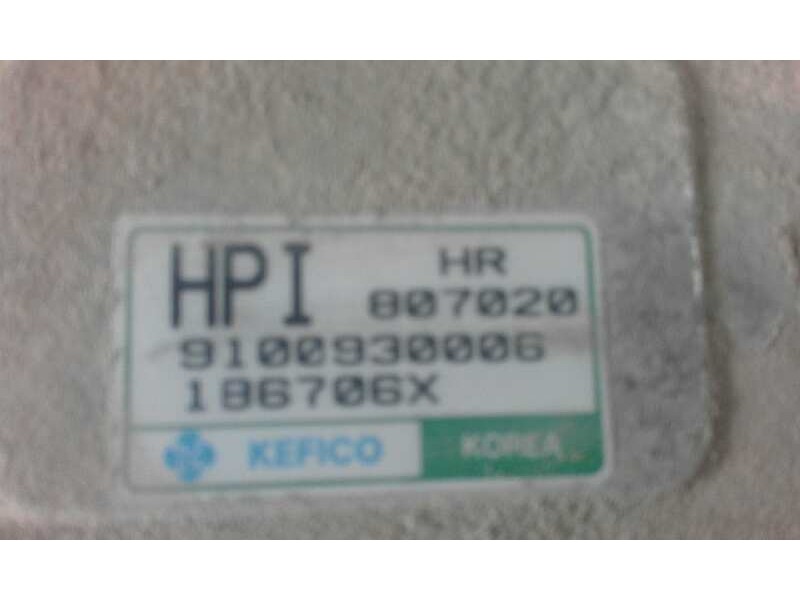 HPI HR
807020
9100930006
186706X
KEFICO KOREA